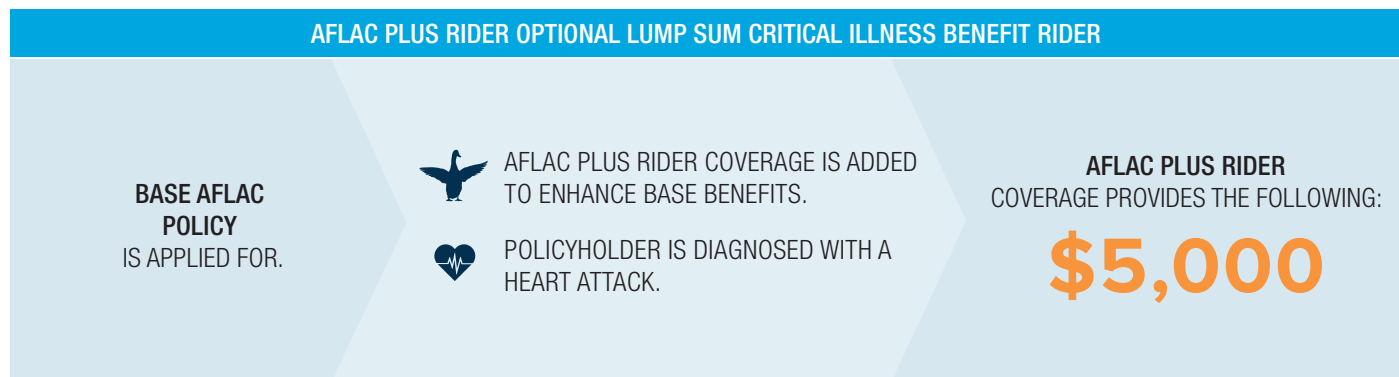 AFLAC PLUS RIDER OPTIONAL LUMP SUM CRITICAL ILLNESS BENEFIT RIDER
BASE AFLAC
POLICY
IS APPLIED FOR.
AFLAC PLUS RIDER COVERAGE IS ADDED
TO ENHANCE BASE BENEFITS.
POLICYHOLDER IS DIAGNOSED WITH A
HEART ATTACK.
AFLAC PLUS RIDER
COVERAGE PROVIDES THE FOLLOWING:
$5,000